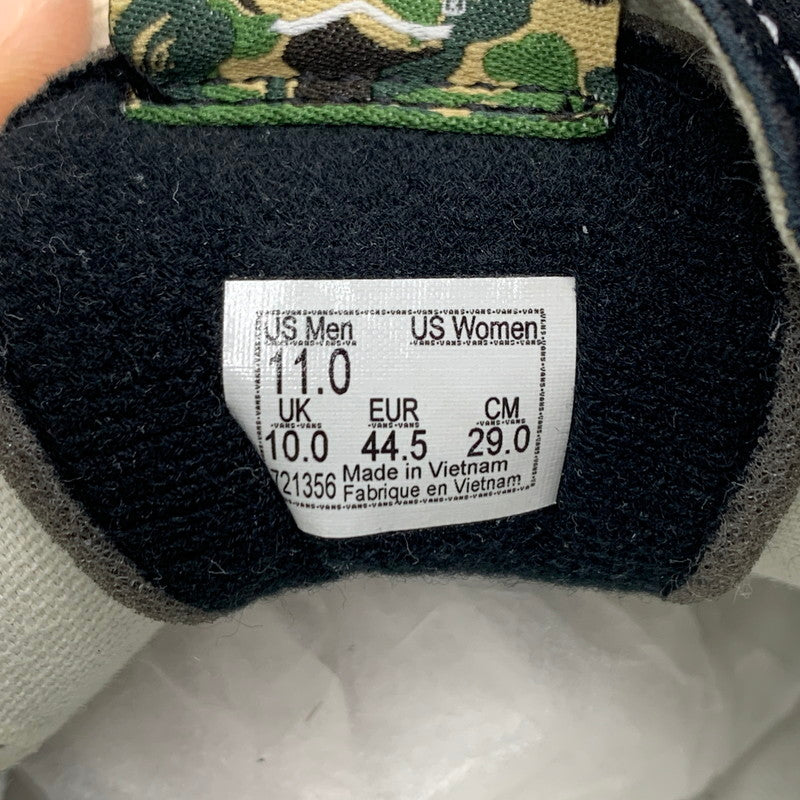 US Men US Women
11.0
UK EUR CM
10.0 44.5 29.0
721356 Made in Vietnam
Fabrique en Vietnam